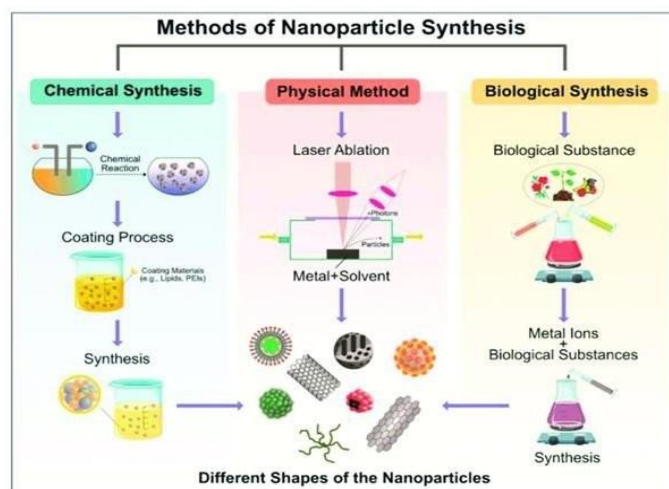 Methods of Nanoparticle Synthesis
Chemical Synthesis
Chemical
Reaction
Coating Process
Coating Materials
(e.g., Lipids, PEIs)
Synthesis
Physical Method
Laser Ablation
+Photons
Particles
Metal+Solvent
Biological Synthesis
Biological Substance
Metal Ions
+
Biological Substances
Synthesis
Different Shapes of the Nanoparticles